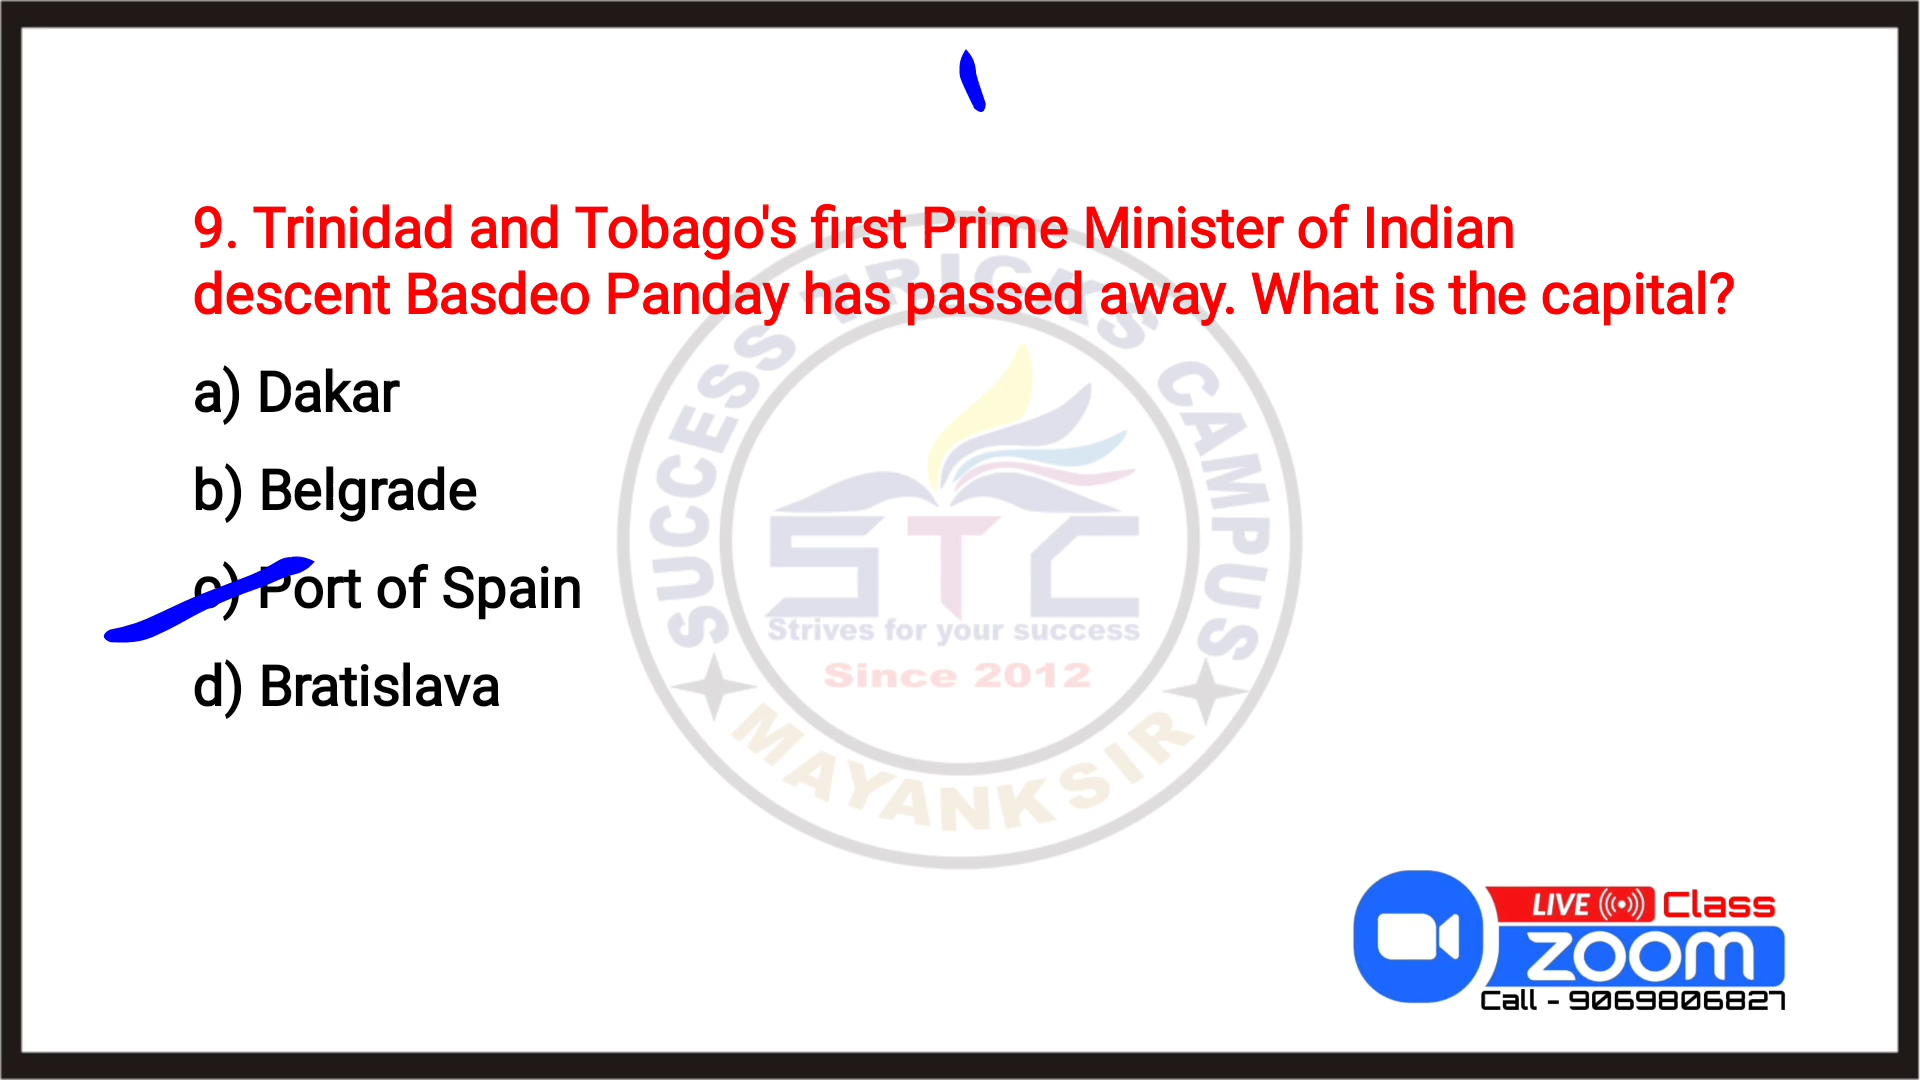 9. Trinidad and Tobago's first Prime Minister of Indian
descent Basdeo Panday has passed away. What is the capital?
a) Dakar
b) Belgrade
c) Port of Spain
d) Bratislava
SUCCESS TRICKS CAMPUS
STC
Strives for your success
Since 2012
MAYANKSIR
LIVE Class
zoom
Call - 9069806827